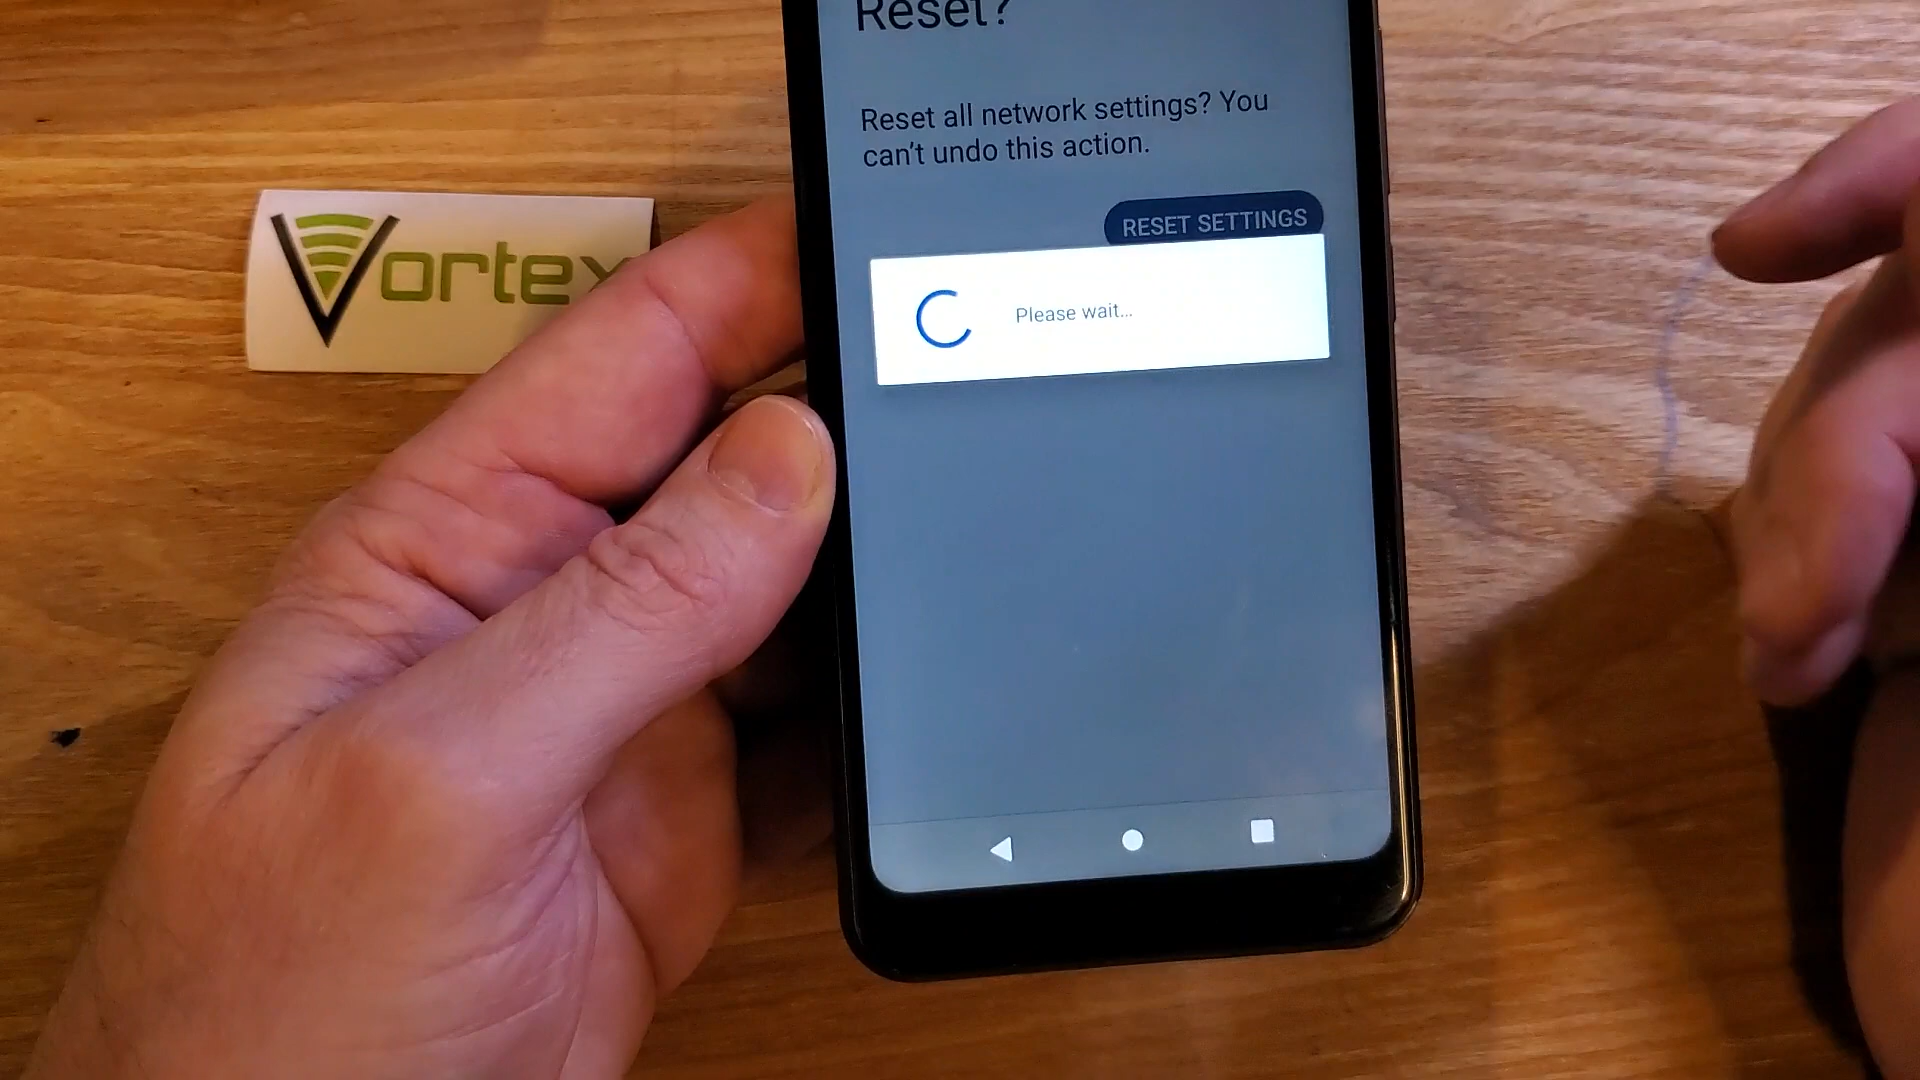 Reset?
Reset all network settings? You
can't undo this action.
RESET SETTINGS
Please wait...
Vortex